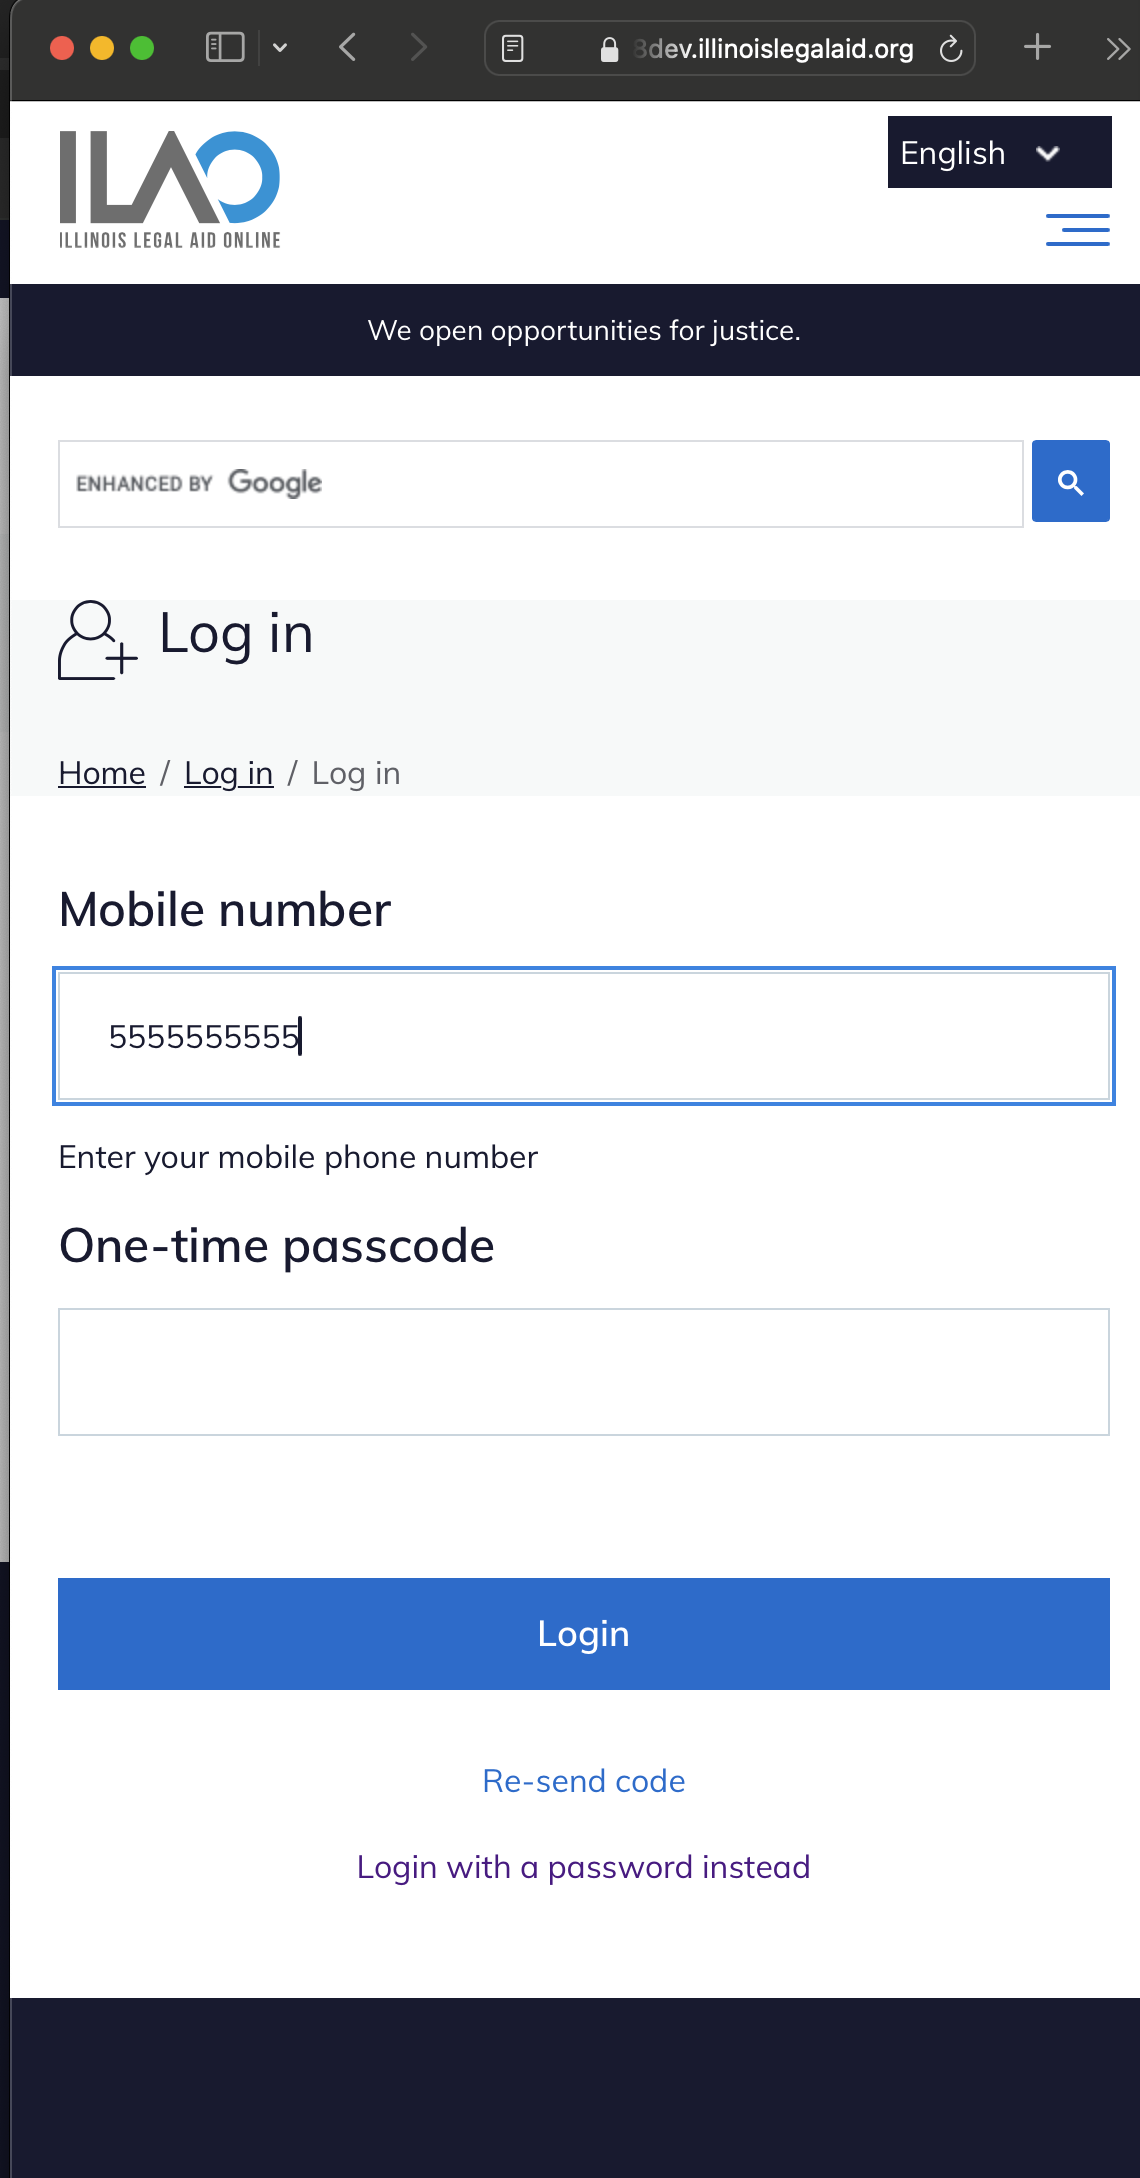 dev.illinoislegalaid.org
ILAO
ILLINOIS LEGAL AID ONLINE
English
We open opportunities for justice.
ENHANCED BY Google
Log in
Home / Log in / Log in
Mobile number
5555555555
Enter your mobile phone number
One-time passcode
Login
Re-send code
Login with a password instead